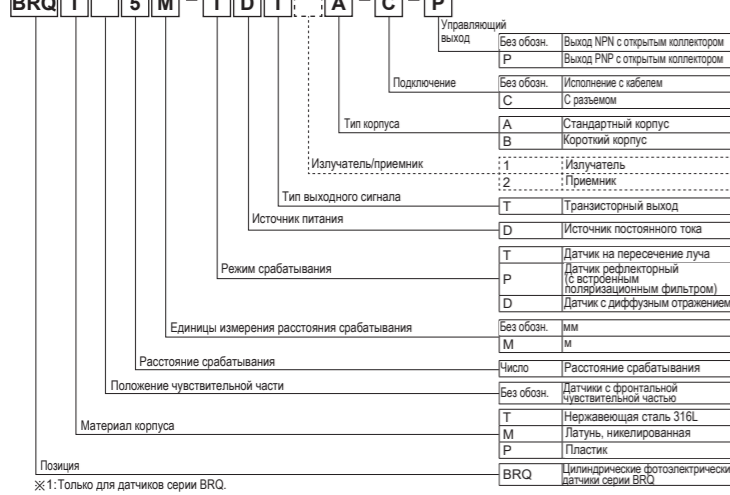 BRQ T 5 M - T D T A - C - P
Управляющий
выход
Без обозн. Выход NPN с открытым коллектором
P Выход PNP с открытым коллектором
Подключение
Без обозн. Исполнение с кабелем
C С разъемом
Тип корпуса
A Стандартный корпус
B Короткий корпус
Излучатель/приемник
1 Излучатель
2 Приемник
Тип выходного сигнала
T Транзисторный выход
Источник питания
D Источник постоянного тока
Режим срабатывания
T Датчик на пересечение луча
P Датчик рефлекторный
(с встроенным
поляризационным фильтром)
D Датчик с диффузным отражением
Единицы измерения расстояния срабатывания
Без обозн. мм
М м
Расстояние срабатывания
Число Расстояние срабатывания
Положение чувствительной части
Без обозн. Датчики с фронтальной
чувствительной частью
Материал корпуса
T Нержавеющая сталь 316L
M Латунь, никелированная
P Пластик
Позиция
BRQ Цилиндрические фотоэлектрически
датчики серии BRQ
※1:Только для датчиков серии BRQ.